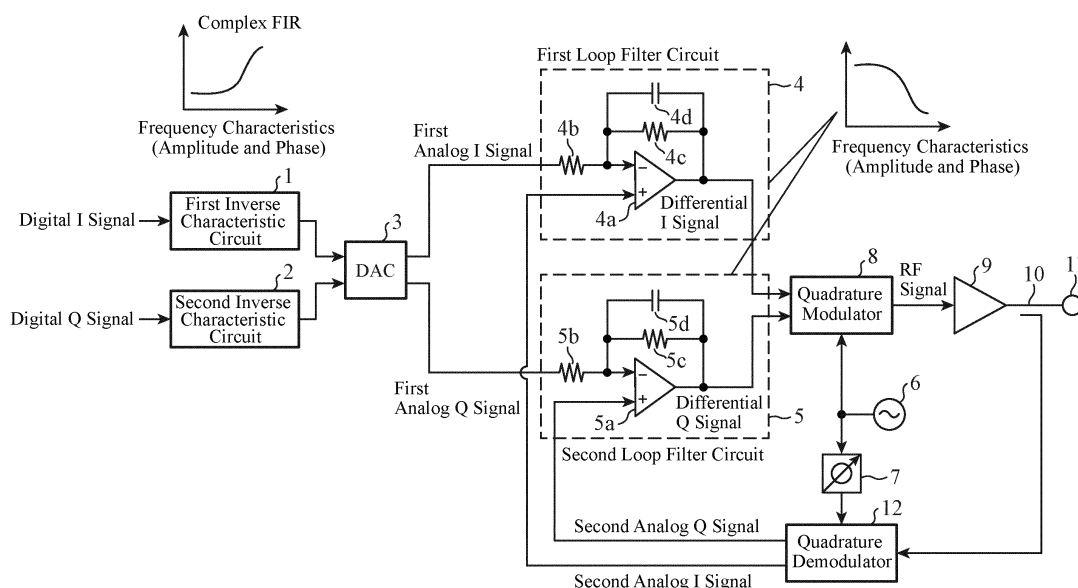 Complex FIR
Frequency Characteristics
(Amplitude and Phase)
First Loop Filter Circuit
4
4d
4b
4c
First
Analog I Signal
−
+
4a
Differential
I Signal
Frequency Characteristics
(Amplitude and Phase)
1
Digital I Signal
First Inverse
Characteristic
Circuit
3
DAC
2
Digital Q Signal
Second Inverse
Characteristic
Circuit
First
Analog Q Signal
5d
5b
5c
−
+
5a
Differential
Q Signal
5
Second Loop Filter Circuit
8
Quadrature
Modulator
RF
Signal
9
10
11
6
7
12
Quadrature
Demodulator
Second Analog Q Signal
Second Analog I Signal